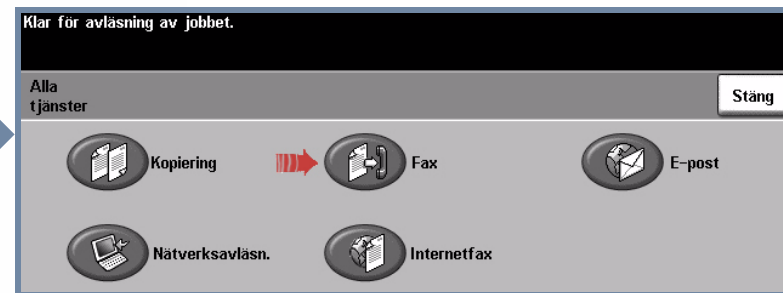 Klar för avläsning av jobbet.
Alla
tjänster
Stäng
Kopiering
Fax
E-post
Nätverksavläsn.
Internetfax